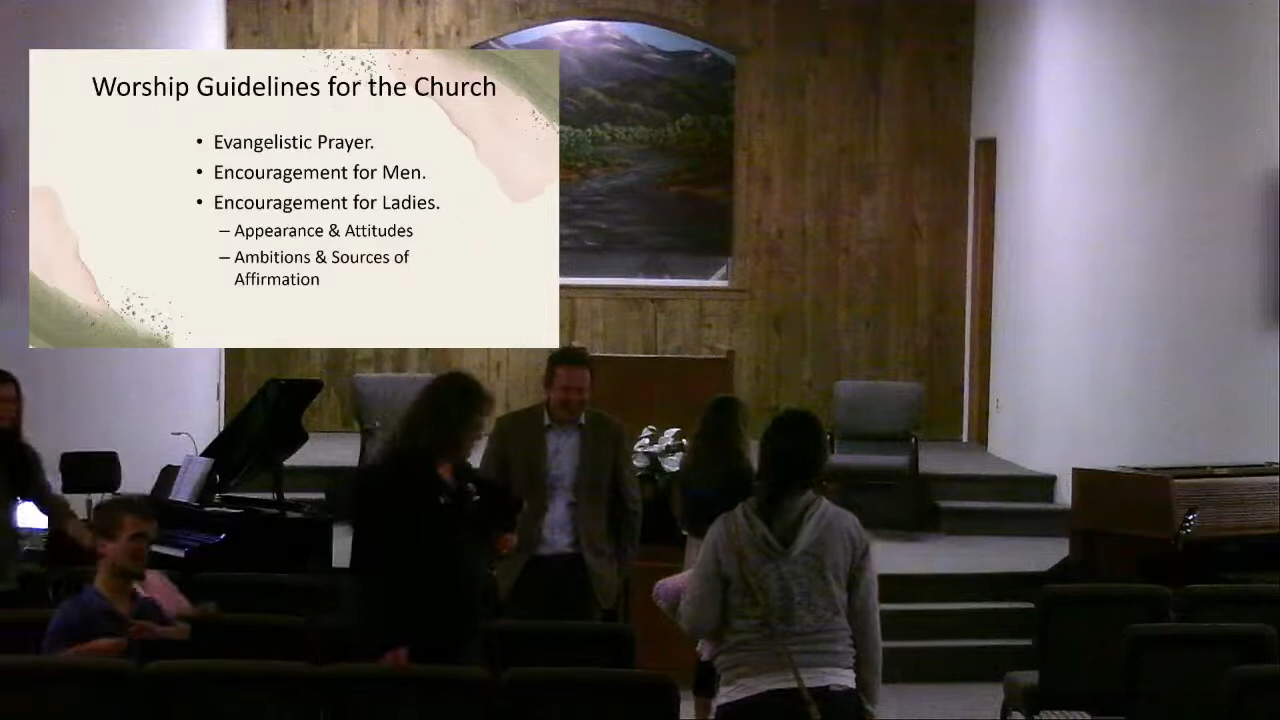 Worship Guidelines for the Church
• Evangelistic Prayer.
• Encouragement for Men.
• Encouragement for Ladies.
– Appearance & Attitudes
– Ambitions & Sources of
Affirmation